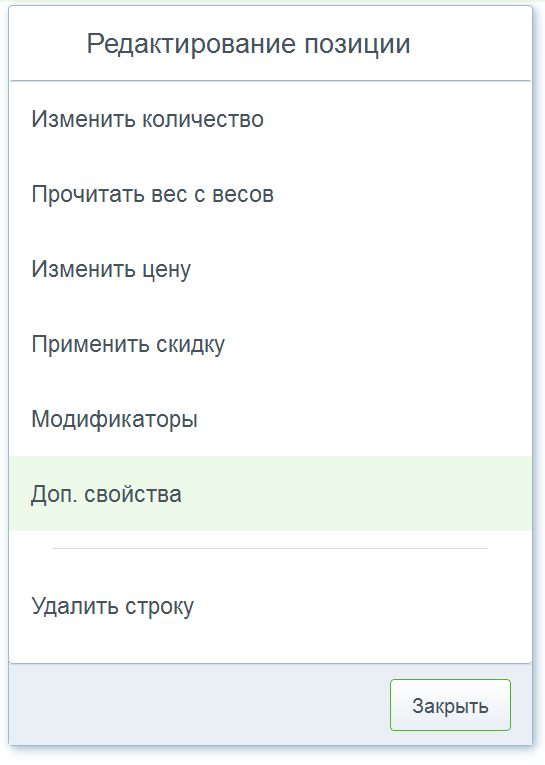 Редактирование позиции
Изменить количество
Прочитать вес с весов
Изменить цену
Применить скидку
Модификаторы
Доп. свойства
Удалить строку
Закрыть